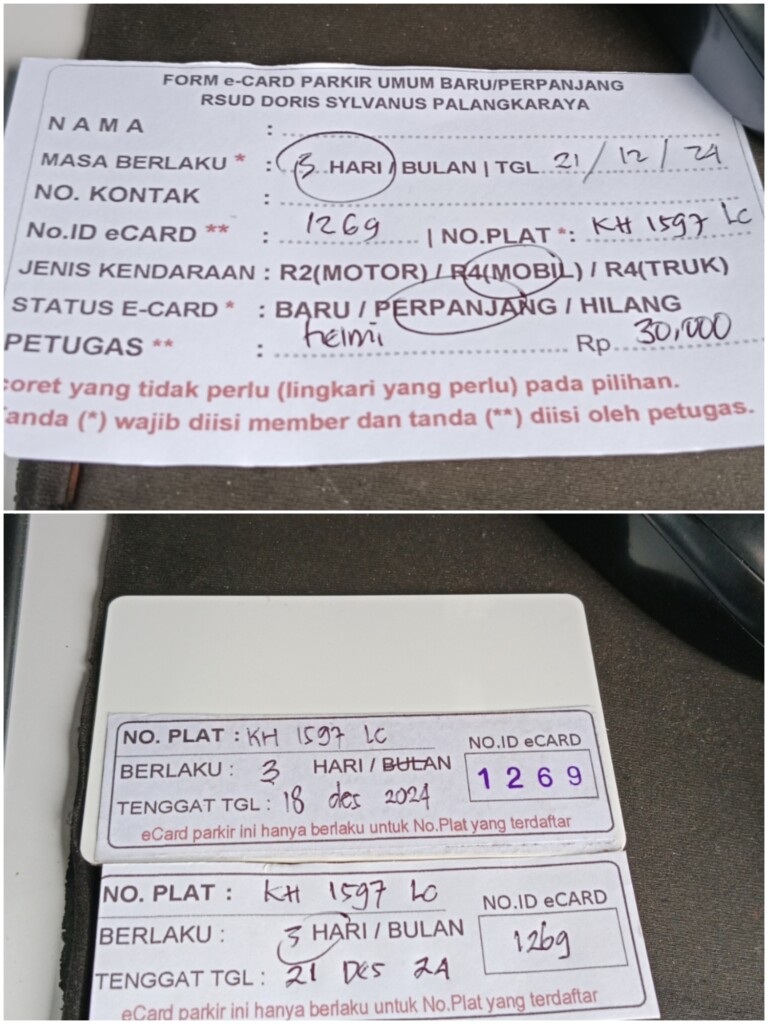 FORM e-CARD PARKIR UMUM BARU/PERPANJANG
RSUD DORIS SYLVANUS PALANGKARAYA
N A M A :
MASA BERLAKU * : 3 HARI / BULAN | TGL 21 / 12 / 24
NO. KONTAK :
No.ID eCARD ** : 1269 | NO.PLAT *: KH 1597 LC
JENIS KENDARAAN : R2(MOTOR) / R4(MOBIL) / R4(TRUK)
STATUS E-CARD * : BARU / PERPANJANG / HILANG
PETUGAS ** : helmi Rp 30,000
coret yang tidak perlu (lingkari yang perlu) pada pilihan.
anda (*) wajib diisi member dan tanda (**) diisi oleh petugas.
NO. PLAT : KH 1597 LC
NO.ID eCARD
BERLAKU : 3 HARI / BULAN
1 2 6 9
TENGGAT TGL : 18 des 2024
eCard parkir ini hanya berlaku untuk No.Plat yang terdaftar
NO. PLAT : KH 1597 LC
NO.ID eCARD
BERLAKU : 3 HARI / BULAN
1269
TENGGAT TGL : 21 Des 24
eCard parkir ini hanya berlaku untuk No.Plat yang terdaftar